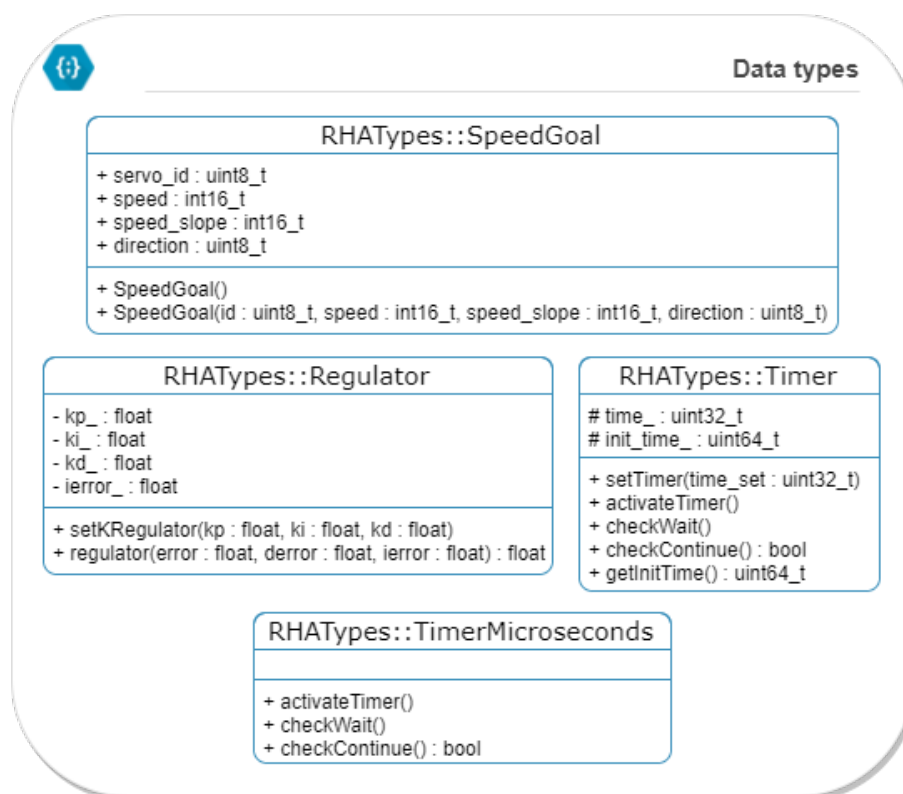 {;}
Data types
RHATypes::SpeedGoal
+ servo_id : uint8_t
+ speed : int16_t
+ speed_slope : int16_t
+ direction : uint8_t
+ SpeedGoal()
+ SpeedGoal(id : uint8_t, speed : int16_t, speed_slope : int16_t, direction : uint8_t)
RHATypes::Regulator
- kp_ : float
- ki_ : float
- kd_ : float
- ierror_ : float
+ setKRegulator(kp : float, ki : float, kd : float)
+ regulator(error : float, derror : float, ierror : float) : float
RHATypes::Timer
# time_ : uint32_t
# init_time_ : uint64_t
+ setTimer(time_set : uint32_t)
+ activateTimer()
+ checkWait()
+ checkContinue() : bool
+ getInitTime() : uint64_t
RHATypes::TimerMicroseconds
+ activateTimer()
+ checkWait()
+ checkContinue() : bool